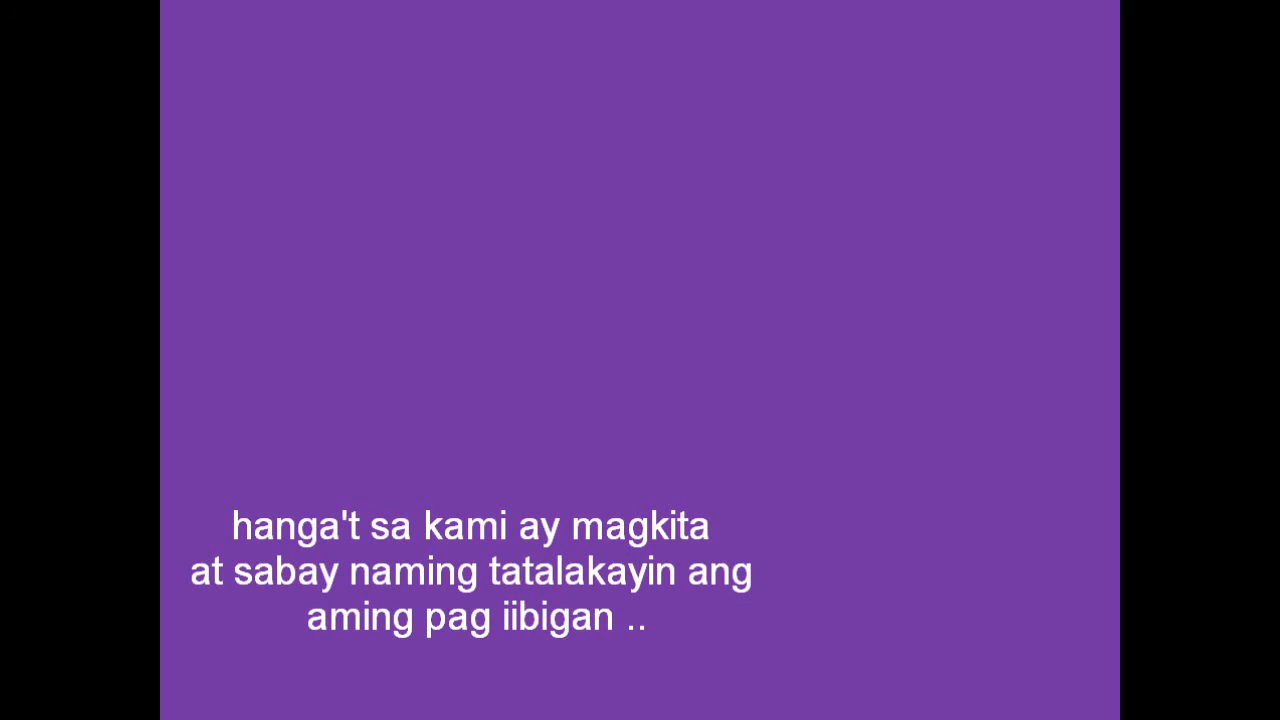 hanga't sa kami ay magkita
at sabay naming tatalakayin ang
aming pag iibigan ..